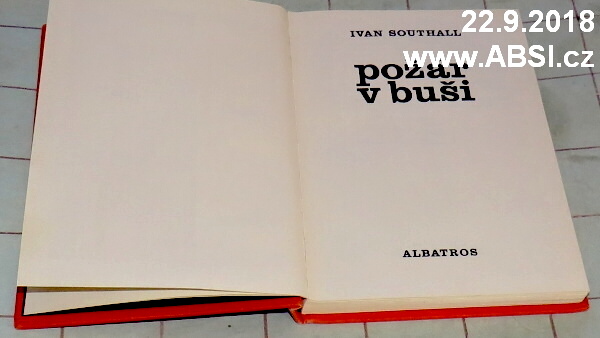 22.9.2018
www.ABSI.cz
IVAN SOUTHALL
požár
v buši
ALBATROS